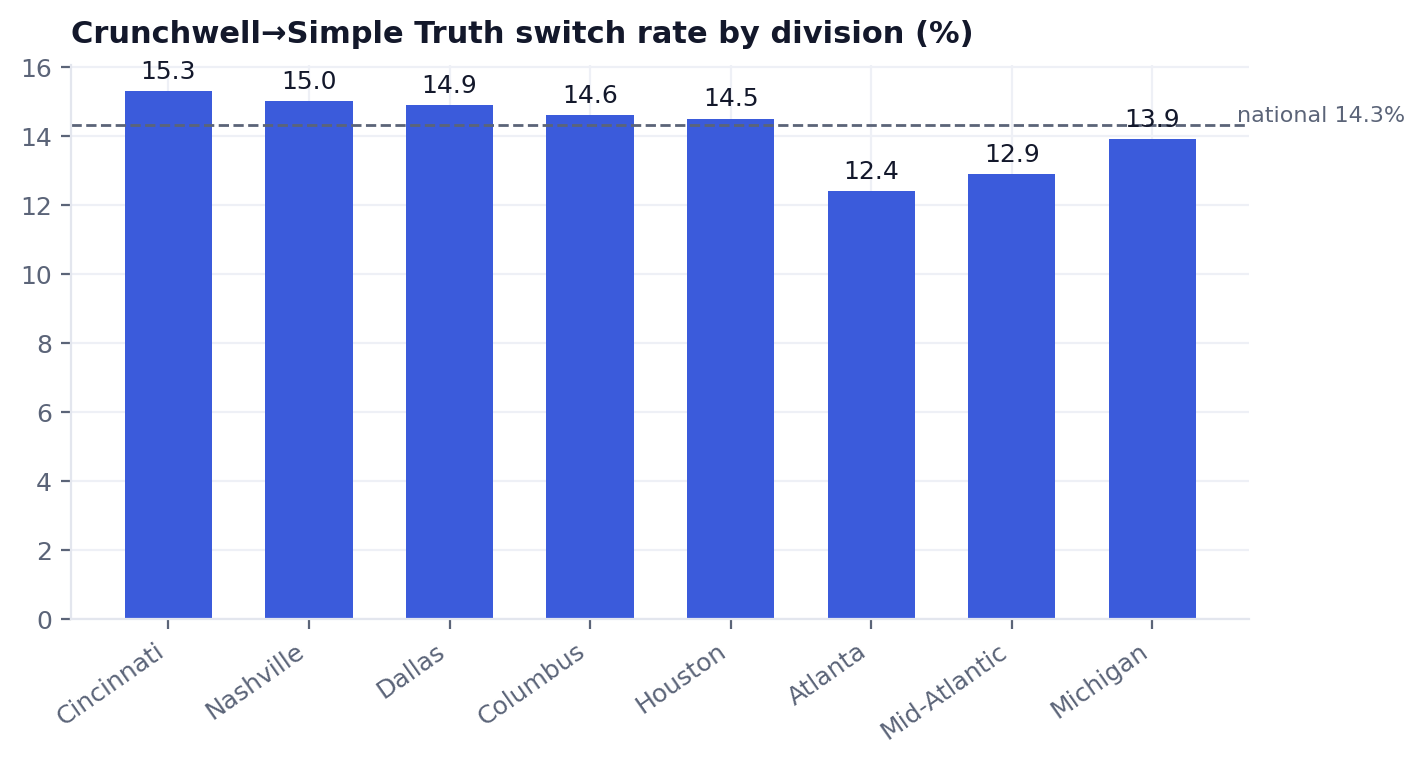 Crunchwell→Simple Truth switch rate by division (%)
16
14
12
10
8
6
4
2
0
15.3
15.0
14.9
14.6
14.5
12.4
12.9
13.9
national 14.3%
Cincinnati
Nashville
Dallas
Columbus
Houston
Atlanta
Mid-Atlantic
Michigan